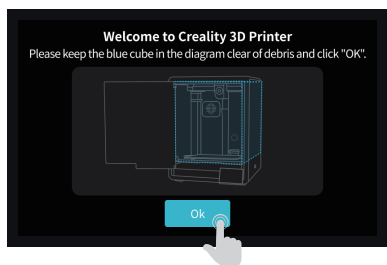 Welcome to Creality 3D Printer
Please keep the blue cube in the diagram clear of debris and click "OK".
Ok